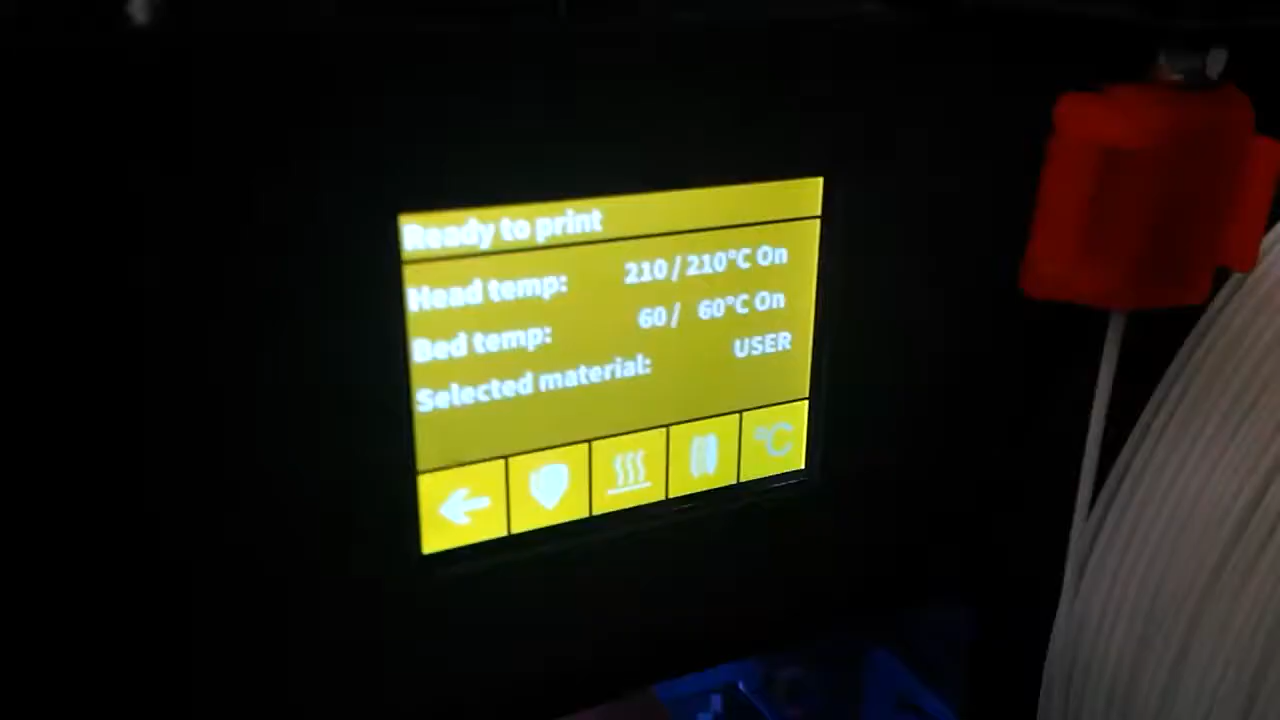 Ready to print
Head temp: 210 / 210°C On
Bed temp: 60 / 60°C On
Selected material: USER
°C